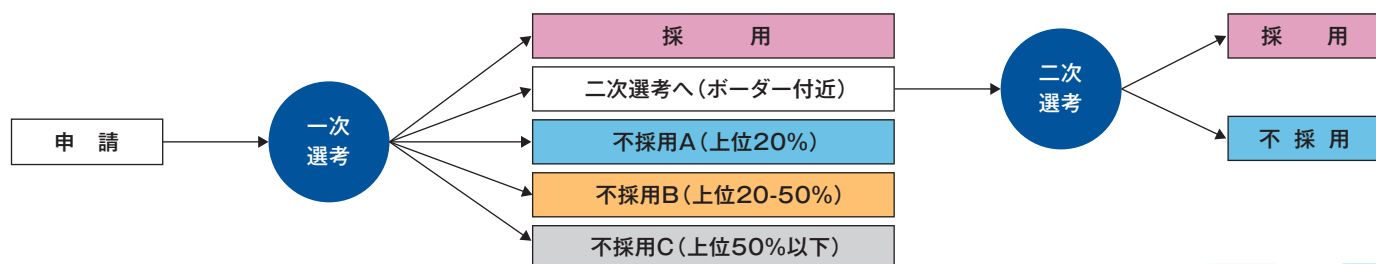 申 請
一次
選考
採 用
二次選考へ(ボーダー付近)
不採用A(上位20%)
不採用B(上位20-50%)
不採用C(上位50%以下)
二次
選考
採 用
不 採 用